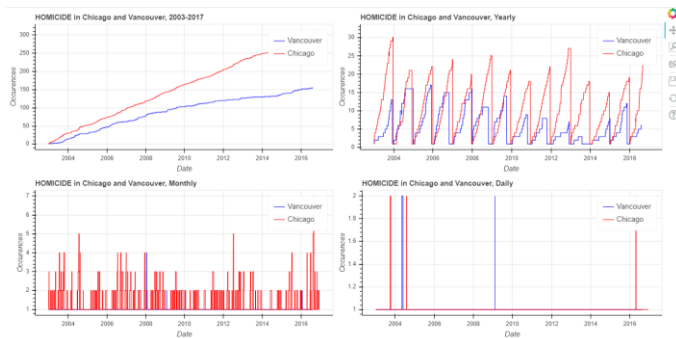 HOMICIDE in Chicago and Vancouver, 2003-2017
300
250
200
150
100
50
0
Occurences
Vancouver
Chicago
2004
2006
2008
2010
2012
2014
2016
Date
HOMICIDE in Chicago and Vancouver, Yearly
30
25
20
15
10
5
0
Occurences
Vancouver
Chicago
2004
2006
2008
2010
2012
2014
2016
Date
HOMICIDE in Chicago and Vancouver, Monthly
7
6
5
4
3
2
1
Occurences
Vancouver
Chicago
2004
2006
2008
2010
2012
2014
2016
Date
HOMICIDE in Chicago and Vancouver, Daily
2
1.8
1.6
1.4
1.2
1
Occurences
Vancouver
Chicago
2004
2006
2008
2010
2012
2014
2016
Date